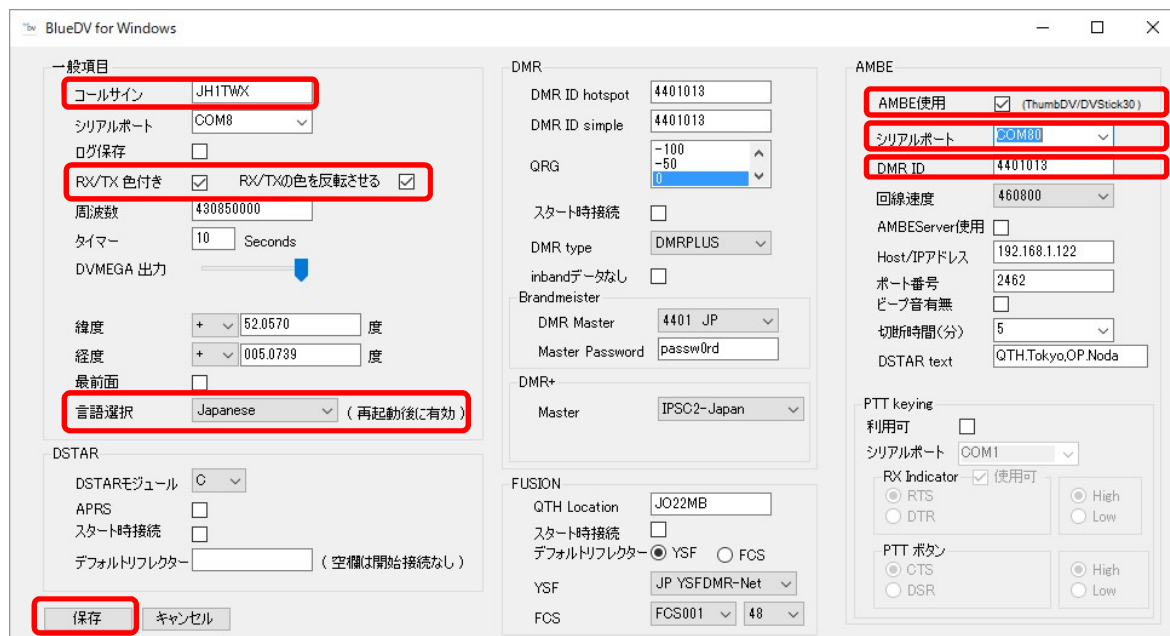 BlueDV for Windows
一般項目
コールサイン JH1TWX
シリアルポート COM8
ログ保存
RX/TX 色付き RX/TXの色を反転させる
周波数 430850000
タイマー 10 Seconds
DVMEGA 出力
緯度 + 52.0570 度
経度 + 005.0739 度
最前面
言語選択 Japanese ( 再起動後に有効 )
DSTAR
DSTARモジュール C
APRS
スタート時接続
デフォルトリフレクター ( 空欄は開始接続なし )
保存 キャンセル
DMR
DMR ID hotspot 4401013
DMR ID simple 4401013
QRG -100
-50
0
スタート時接続
DMR type DMRPLUS
inbandデータなし
Brandmeister
DMR Master 4401 JP
Master Password passw0rd
DMR+
Master IPSC2-Japan
FUSION
QTH Location JO22MB
スタート時接続
デフォルトリフレクター YSF FCS
YSF JP YSFDMR-Net
FCS FCS001 48
AMBE
AMBE使用 (ThumbDV/DVStick30 )
シリアルポート COM80
DMR ID 4401013
回線速度 460800
AMBEServer使用
Host/IPアドレス 192.168.1.122
ポート番号 2462
ビープ音有無
切断時間(分) 5
DSTAR text QTH.Tokyo,OP.Noda
PTT keying
利用可
シリアルポート COM1
RX Indicator 使用可
RTS High
DTR Low
PTT ボタン
CTS High
DSR Low